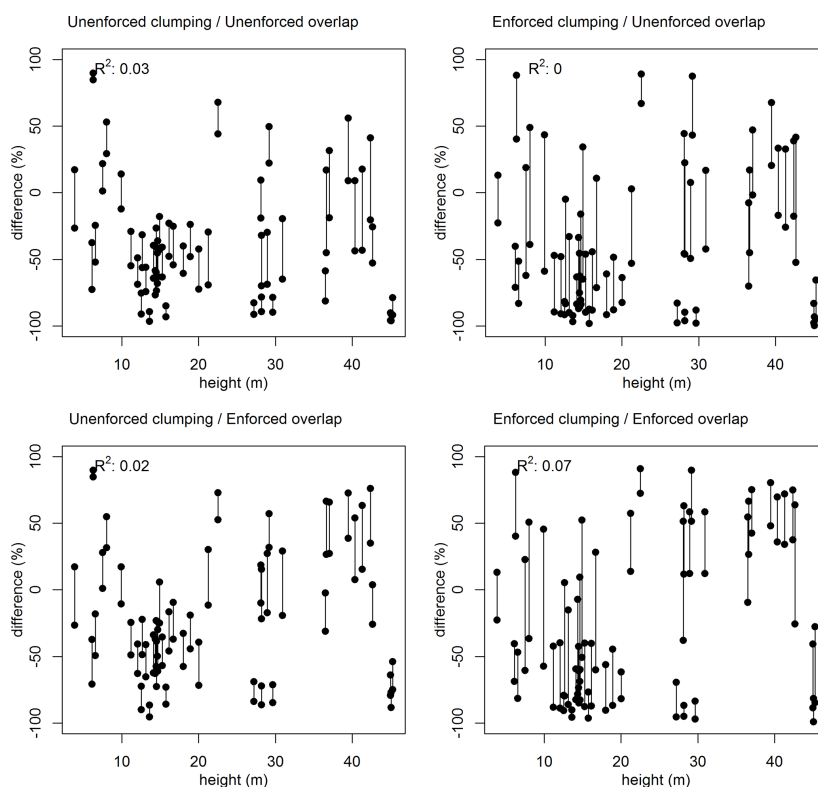 Unenforced clumping / Unenforced overlap
R²: 0.03
difference (%)
100
50
0
-50
-100
10 20 30 40
height (m)
Enforced clumping / Unenforced overlap
R²: 0
difference (%)
100
50
0
-50
-100
10 20 30 40
height (m)
Unenforced clumping / Enforced overlap
R²: 0.02
difference (%)
100
50
0
-50
-100
10 20 30 40
height (m)
Enforced clumping / Enforced overlap
R²: 0.07
difference (%)
100
50
0
-50
-100
10 20 30 40
height (m)